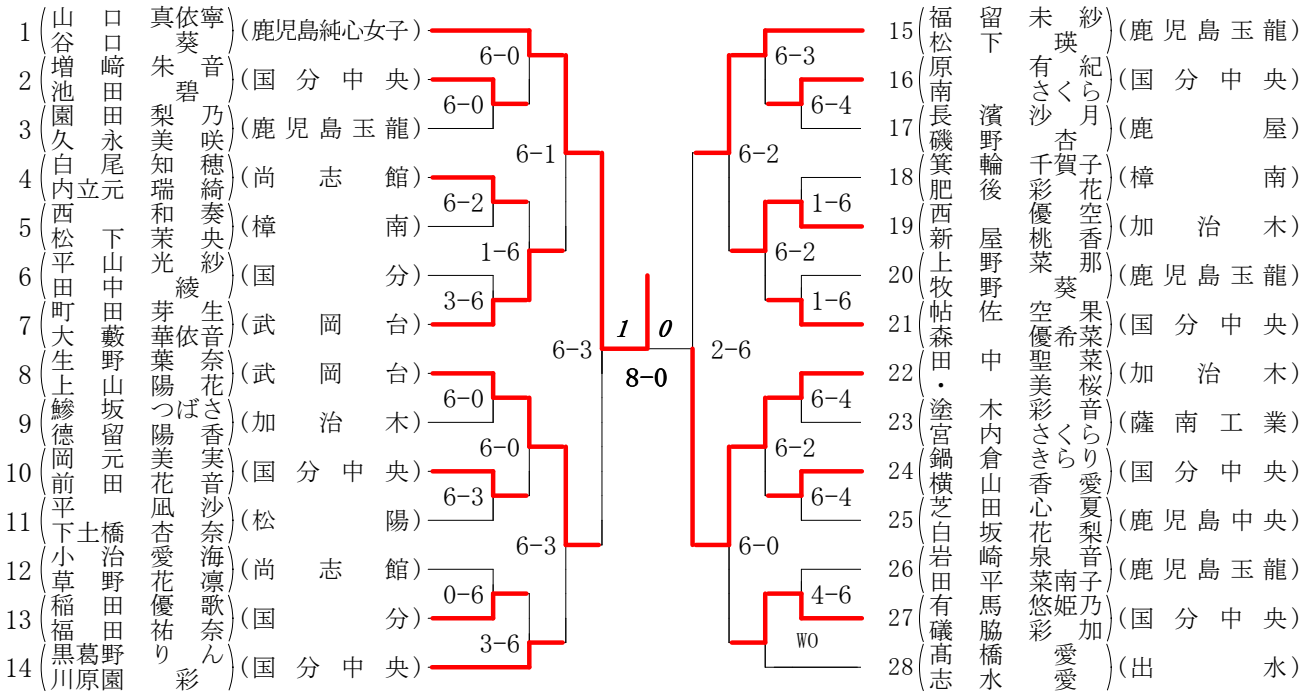 1 (山口 真依寧 谷口 葵) (鹿児島純心女子)
2 (増﨑 朱音 池田 碧) (国分中央)
3 (園田 梨乃 久永 美咲) (鹿児島玉龍)
4 (白尾 知穂 内立元 瑞綺) (尚志館)
5 (西 和奏 松下 茉央) (樟南)
6 (平山 光紗 田中 綾) (国分)
7 (町田 芽生 大藪 華依音) (武岡台)
8 (生野 葉奈 上山 陽花) (武岡台)
9 (鰺坂 つばさ 德留 陽香) (加治木)
10 (岡元 美実 前田 花音) (国分中央)
11 (平 凪沙 下土橋 杏奈) (松陽)
12 (小治 愛海 草野 花凛) (尚志館)
13 (稲田 優歌 福田 祐奈) (国分)
14 (黒葛野 りん 川原園 彩) (国分中央)
6-0
6-0
6-1
6-2
1-6
3-6
6-3
6-0
6-0
6-3
6-3
0-6
3-6
1 0
8-0
6-3
6-4
6-2
1-6
6-2
1-6
2-6
6-4
6-2
6-4
6-0
4-6
WO
15 (福留 未紗 松下 瑛) (鹿児島玉龍)
16 (原 有紀 南 さくら) (国分中央)
17 (長濱 沙月 磯野 杏) (鹿屋)
18 (箕輪 千賀子 肥後 彩花) (樟南)
19 (西 優空 新屋 桃香) (加治木)
20 (上野 菜那 牧野 葵) (鹿児島玉龍)
21 (帖佐 空果 森 優希菜) (国分中央)
22 (田中 聖菜 ・ 美桜) (加治木)
23 (塗木 彩音 宮内 さくら) (薩南工業)
24 (鍋倉 きらり 横山 香愛) (国分中央)
25 (芝田 心夏 白坂 花梨) (鹿児島中央)
26 (岩崎 泉音 田平 菜南子) (鹿児島玉龍)
27 (有馬 悠姫乃 礒脇 彩加) (国分中央)
28 (髙橋 愛 志水 愛) (出水)